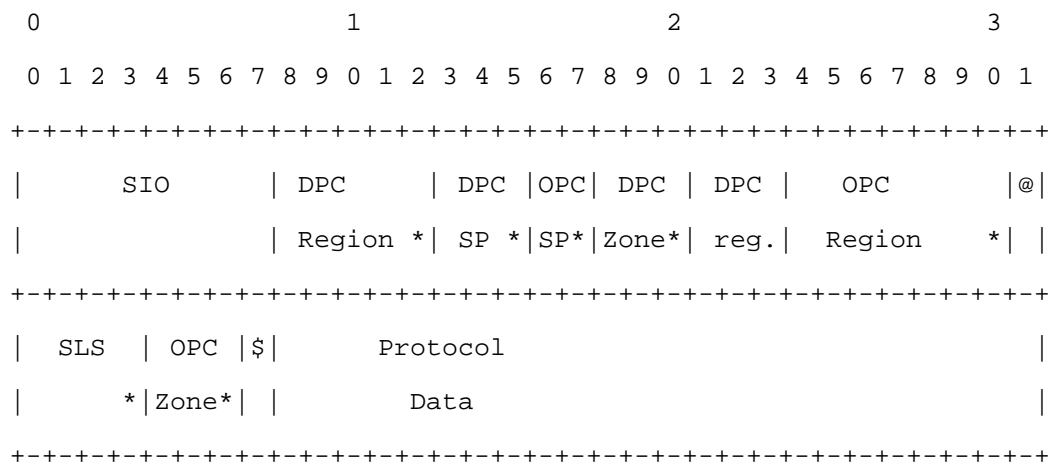 0                   1                   2                   3
 0 1 2 3 4 5 6 7 8 9 0 1 2 3 4 5 6 7 8 9 0 1 2 3 4 5 6 7 8 9 0 1
+-+-+-+-+-+-+-+-+-+-+-+-+-+-+-+-+-+-+-+-+-+-+-+-+-+-+-+-+-+-+-+-+
|      SIO      | DPC     | DPC |OPC| DPC | DPC |   OPC       |@|
|               | Region *| SP *|SP*|Zone*| reg.|  Region    *| |
+-+-+-+-+-+-+-+-+-+-+-+-+-+-+-+-+-+-+-+-+-+-+-+-+-+-+-+-+-+-+-+-+
|  SLS  | OPC |$|      Protocol                                 |
|      *|Zone*| |        Data                                   |
+-+-+-+-+-+-+-+-+-+-+-+-+-+-+-+-+-+-+-+-+-+-+-+-+-+-+-+-+-+-+-+-+